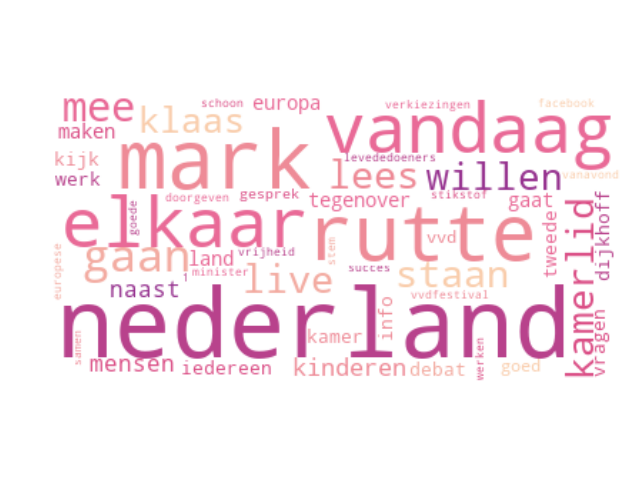 schoon europa verkiezingen facebook
mee klaas vandaag
maken mark
kijk levededoeners
werk lees willen vanavond
doorgeven gesprek tegenover stikstof gaat
goede elkaar rutte vvd tweede kamerlid dijkhoff
gaan land vrijheid stem
europese minister succes staan
naast 1 live vvdfestival
nederland info
samen kamer vragen
mensen iedereen kinderen debat werken goed